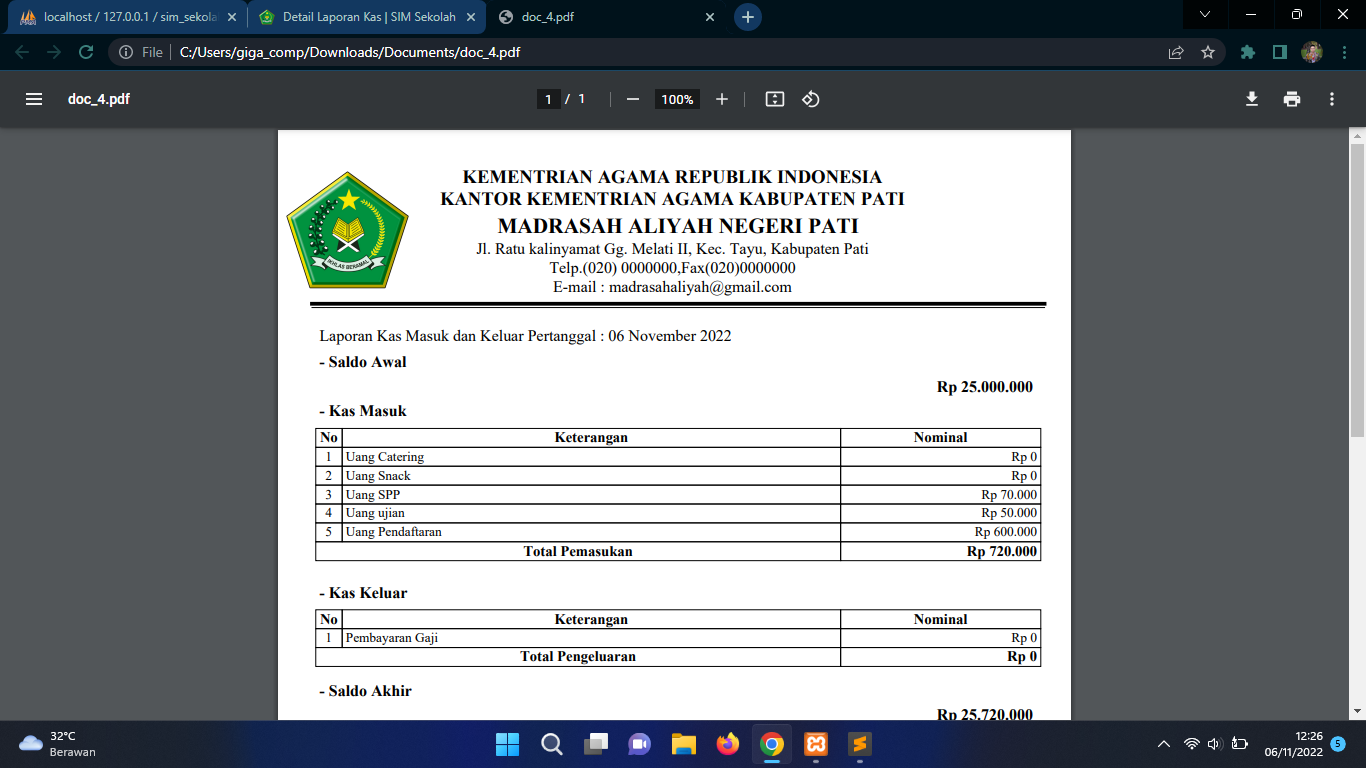 localhost / 127.0.0.1 / sim_sekola
Detail Laporan Kas | SIM Sekolah
doc_4.pdf
File
C:/Users/giga_comp/Downloads/Documents/doc_4.pdf
doc_4.pdf
1 / 1
100%
KEMENTRIAN AGAMA REPUBLIK INDONESIA
KANTOR KEMENTRIAN AGAMA KABUPATEN PATI
MADRASAH ALIYAH NEGERI PATI
Jl. Ratu kalinyamat Gg. Melati II, Kec. Tayu, Kabupaten Pati
Telp.(020) 0000000,Fax(020)0000000
E-mail : madrasahaliyah@gmail.com
IKHLAS BERAMAL
Laporan Kas Masuk dan Keluar Pertanggal : 06 November 2022
- Saldo Awal
Rp 25.000.000
- Kas Masuk
No Keterangan Nominal
1 Uang Catering Rp 0
2 Uang Snack Rp 0
3 Uang SPP Rp 70.000
4 Uang ujian Rp 50.000
5 Uang Pendaftaran Rp 600.000
Total Pemasukan Rp 720.000
- Kas Keluar
No Keterangan Nominal
1 Pembayaran Gaji Rp 0
Total Pengeluaran Rp 0
- Saldo Akhir
Rp 25.720.000
32°C
Berawan
12:26
06/11/2022
5